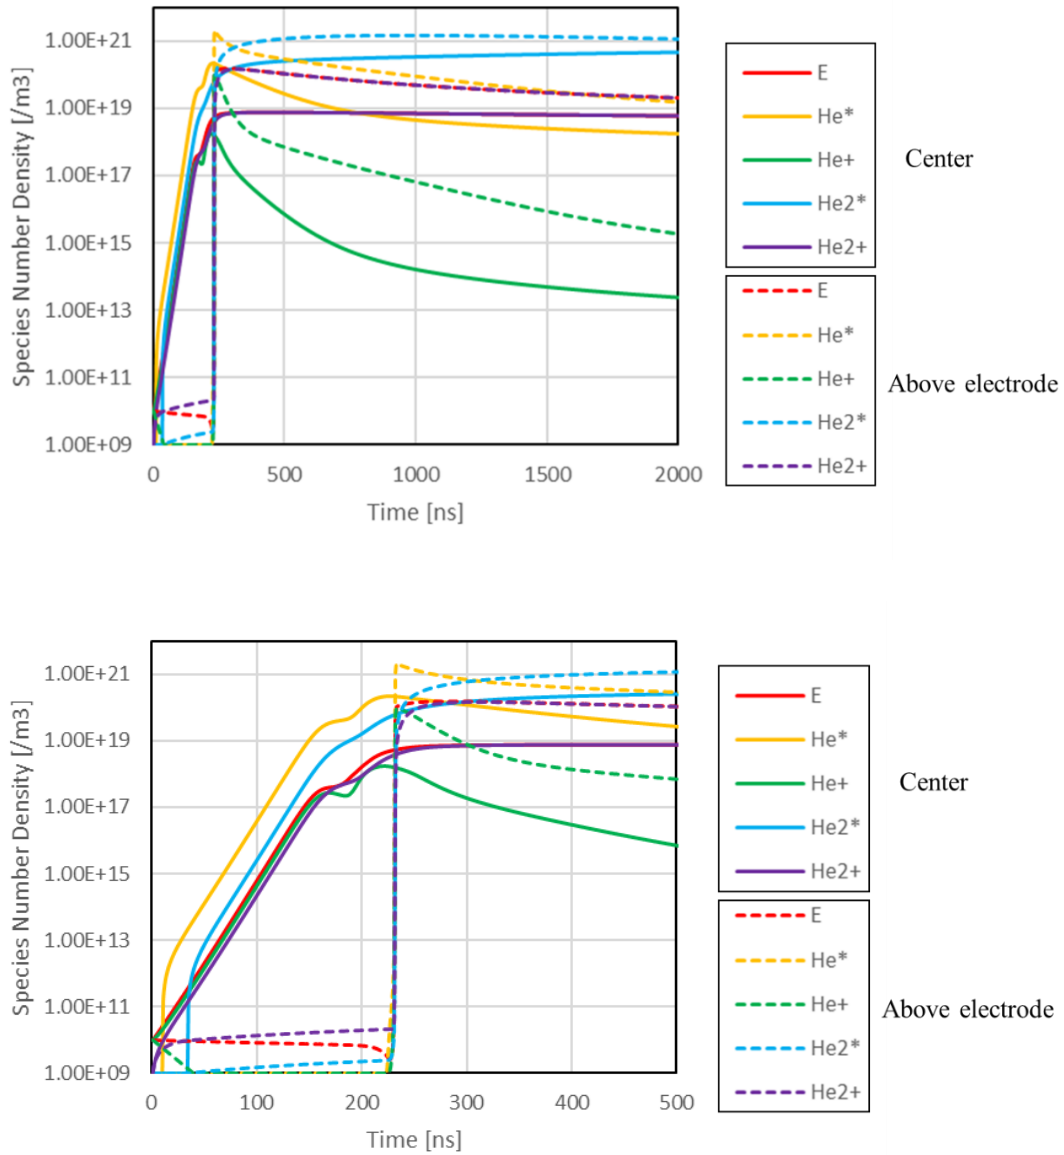 1.00E+21
1.00E+19
1.00E+17
1.00E+15
1.00E+13
1.00E+11
1.00E+09
Species Number Density [/m3]
0 500 1000 1500 2000
Time [ns]
E
He*
He+
He2*
He2+
Center
E
He*
He+
He2*
He2+
Above electrode
1.00E+21
1.00E+19
1.00E+17
1.00E+15
1.00E+13
1.00E+11
1.00E+09
Species Number Density [/m3]
0 100 200 300 400 500
Time [ns]
E
He*
He+
He2*
He2+
Center
E
He*
He+
He2*
He2+
Above electrode